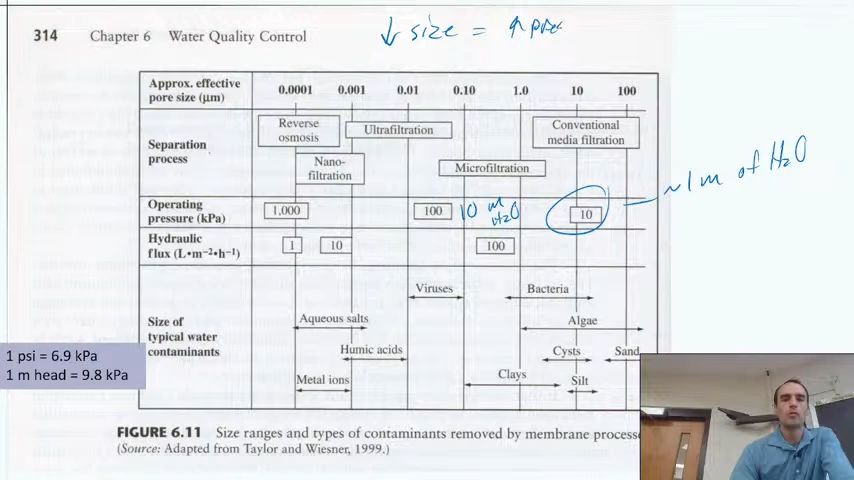 314 Chapter 6 Water Quality Control
↓ size = ↑ pre
Approx. effective pore size (µm) 0.0001 0.001 0.01 0.10 1.0 10 100
Separation process
Reverse osmosis
Ultrafiltration
Conventional media filtration
Nano-filtration
Microfiltration
~1 m of H₂O
Operating pressure (kPa) 1,000 100 10 m H₂O 10
Hydraulic flux (L•m⁻²•h⁻¹) 1 10 100
Size of typical water contaminants
Viruses Bacteria
Aqueous salts Algae
Humic acids Cysts Sand
Metal ions Clays Silt
1 psi = 6.9 kPa
1 m head = 9.8 kPa
FIGURE 6.11 Size ranges and types of contaminants removed by membrane processe
(Source: Adapted from Taylor and Wiesner, 1999.)